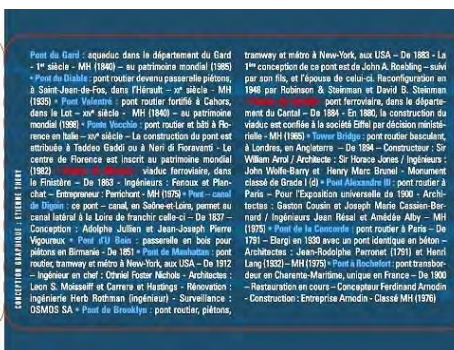 Pont du Gard : aqueduc dans le département du Gard
- 1er siècle - MH (1840) – au patrimoine mondial (1985)
• Pont du Diable : pont routier devenu passerelle piétons,
à Saint-Jean-de-Fos, dans l'Hérault – XIe siècle - MH
(1935) • Pont Valentré : pont routier fortifié à Cahors,
dans le Lot – siècle - MH (1840) – au patrimoine
mondial (1998) • Ponte Vecchio : pont routier et bâti à Flo-
rence en Italie – siècle – La construction du pont est
attribuée à Taddeo Gaddi ou à Neri di Fioravanti - Le
centre de Florence est inscrit au patrimoine mondial
(1982) : viaduc ferroviaire, dans
le Finistère – De 1863 - Ingénieurs : Fenoux et Plan-
chat – Entrepreneur : Perrichont - MH (1975) • Pont – canal
de Digoin : ce pont – canal, en Saône-et-Loire, permet au
canal latéral à la Loire de franchir celle-ci – De 1837 –
Conception : Adolphe Jullien et Jean-Joseph Pierre
Vigoureux • Pont d'U Bein : passerelle en bois pour
piétons en Birmanie - De 1851 • Pont de Manhattan : pont
routier, tramway et métro à New-York, aux USA – De 1912
– Ingénieur en chef : Othniel Foster Nichols - Architectes :
Leon S. Moisseiff et Carrere et Hastings - Rénovation :
ingénierie Herb Rothman (ingénieur) - Surveillance :
OSMOS SA • Pont de Brooklyn : pont routier, piétons,
tramway et métro à New-York, aux USA – De 1883 - La
1ère conception de ce pont est de John A. Roebling – suivi
par son fils, et l'épouse de celui-ci. Reconfiguration en
1948 par Robinson & Steinman et David B. Steinman
: pont ferroviaire, dans le départe-
ment du Cantal – De 1884 - En 1880, la construction du
viaduc est confiée à la société Eiffel par décision ministé-
rielle - MH (1965) • Tower Bridge : pont routier basculant,
à Londres, en Angleterre – De 1894 – Constructeur : Sir
William Arrol / Architecte : Sir Horace Jones / Ingénieurs :
John Wolfe-Barry et Henry Marc Brunel - Monument
classé de Grade I (d) • Pont Alexandre III : pont routier à
Paris – Pour l'Exposition universelle de 1900 - Archi-
tectes : Gaston Cousin et Joseph Marie Cassien-Ber-
nard / Ingénieurs Jean Résal et Amédée Alby – MH
(1975) • Pont de la Concorde : pont routier à Paris – De
1791 – Elargi en 1930 avec un pont identique en béton –
Architectes : Jean-Rodolphe Perronet (1791) et Henri
Lang (1932) – MH (1975) • Pont à Rochefort : pont transbor-
deur en Charente-Maritime, unique en France – De 1900
– Restauration en cours – Concepteur Ferdinand Arnodin
- Construction : Entreprise Arnodin - Classé MH (1976)
CONCEPTION GRAPHIQUE : ETIENNE THERY